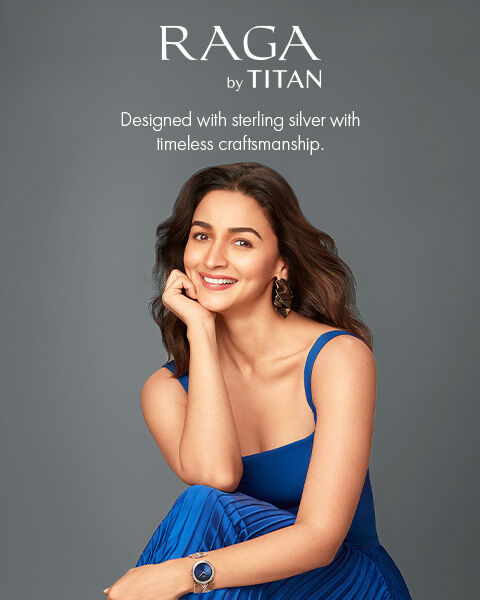 RAGA
by TITAN
Designed with sterling silver with
timeless craftsmanship.